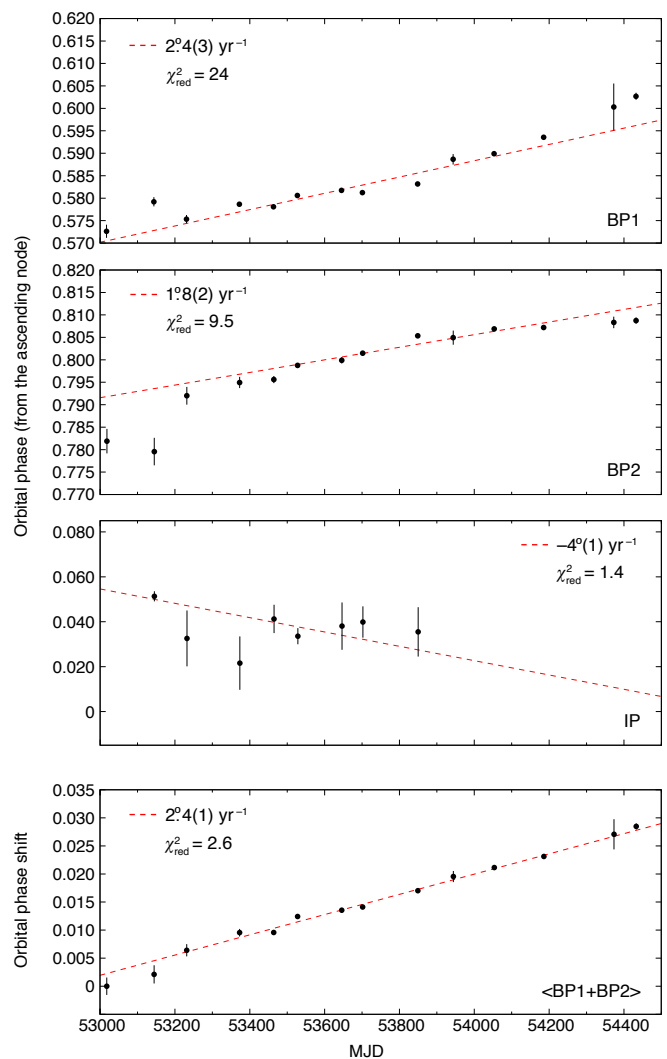 0.620
0.615
0.610
0.605
0.600
0.595
0.590
0.585
0.580
0.575
0.570
2°.4(3) yr⁻¹
χ²red = 24
BP1
0.820
0.815
0.810
0.805
0.800
0.795
0.790
0.785
0.780
0.775
0.770
1°.8(2) yr⁻¹
χ²red = 9.5
BP2
Orbital phase (from the ascending node)
0.080
0.060
0.040
0.020
0
−4°(1) yr⁻¹
χ²red = 1.4
IP
0.035
0.030
0.025
0.020
0.015
0.010
0.005
0
2°.4(1) yr⁻¹
χ²red = 2.6
<BP1+BP2>
Orbital phase shift
53000 53200 53400 53600 53800 54000 54200 54400
MJD